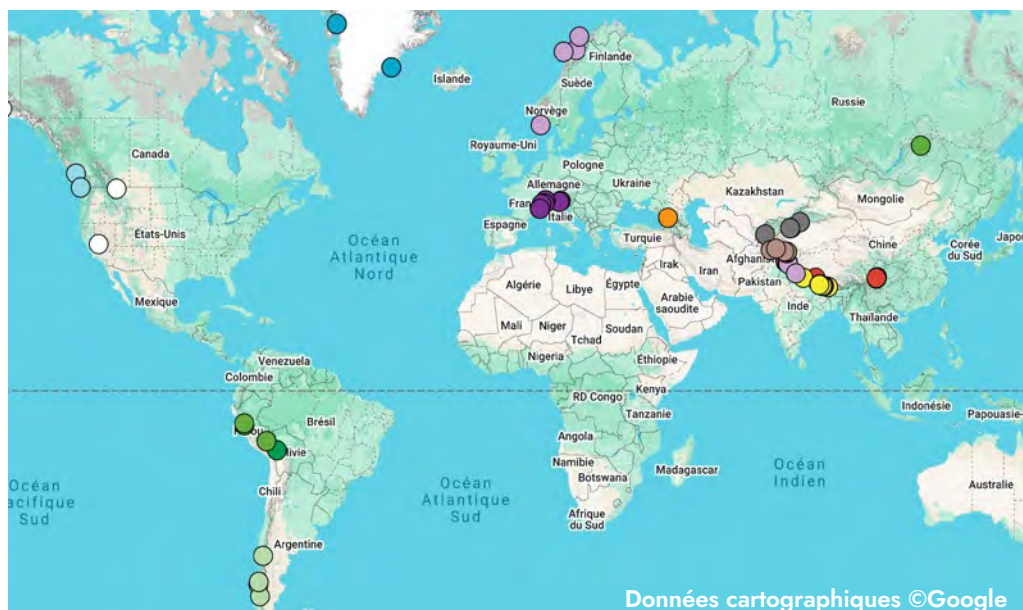 Islande
Finlande
Suède
Norvège
Russie
Canada
Royaume-Uni
Pologne
Allemagne
Ukraine
Kazakhstan
Mongolie
Italie
Espagne
Turquie
États-Unis
Océan
Atlantique
Nord
Chine
Corée
du Sud
Irak
Iran
Pakistan
Algérie
Libye
Égypte
Arabie
saoudite
Inde
Mexique
Mali
Niger
Tchad
Soudan
Thaïlande
Venezuela
Colombie
Nigeria
Éthiopie
Kenya
RD Congo
Tanzanie
Indonésie
Papouasie-
Brésil
Angola
Namibie
Botswana
Madagascar
Océan
Indien
Océan
acifique
Sud
Océan
Atlantique
Sud
Chili
Afrique
du Sud
Australie
Argentine
Données cartographiques ©Google